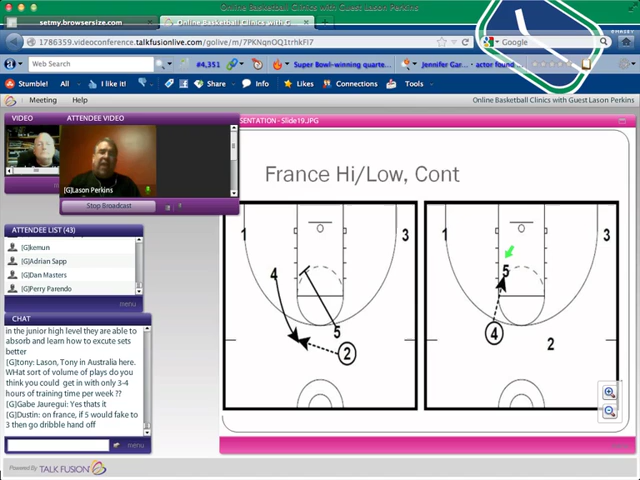 Online Basketball Clinics with Guest Lason Perkins
setmy.browsersize.com
Online Basketball Clinics with G
1786359.videoconference.talkfusionlive.com/golive/m/7PKNqnOQ1trhkFI7
Google
Web Search
#4,351
Super Bowl-winning quarte...
Jennifer Gar... actor found
Stumble!
All
I like it!
Share
Info
Likes
Connections
Tools
Meeting
Help
Online Basketball Clinics with Guest Lason Perkins
VIDEO
ATTENDEE VIDEO
SENTATION - Slide19.JPG
[G]Lason Perkins
Stop Broadcast
France Hi/Low, Cont
ATTENDEE LIST (43)
[G]kemun
[G]Adrian Sapp
[G]Dan Masters
[G]Perry Parendo
menu
CHAT
in the junior high level they are able to
absorb and learn how to excute sets
better
[G]tony: Lason, Tony in Australia here.
WHat sort of volume of plays do you
think you could get in with only 3-4
hours of training time per week ??
[G]Gabe Jauregui: Yes thats it
[G]Dustin: on france, if 5 would fake to
3 then go dribble hand off
menu
1
3
4
5
2
1
3
5
4
2
Powered By TALK FUSION